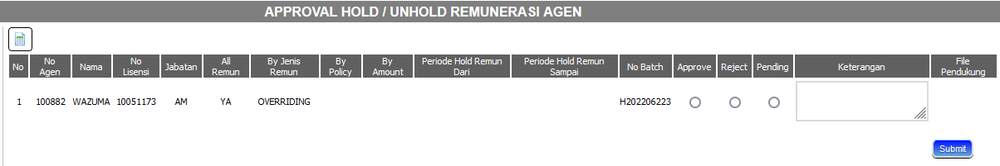 APPROVAL HOLD / UNHOLD REMUNERASI AGEN
No No Agen Nama No Lisensi Jabatan All Remun By Jenis Remun By Policy By Amount Periode Hold Remun Dari Periode Hold Remun Sampai No Batch Approve Reject Pending Keterangan File Pendukung
1 100882 WAZUMA 10051173 AM YA OVERRIDING H202206223
Submit